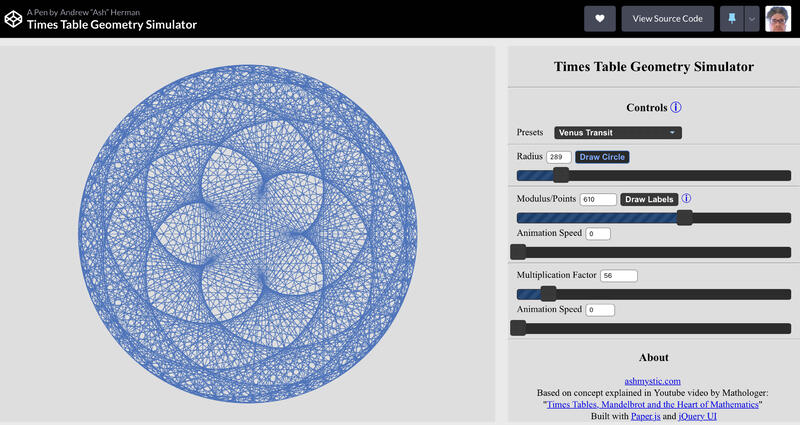 A Pen by Andrew “Ash” Herman
Times Table Geometry Simulator
View Source Code
Times Table Geometry Simulator
Controls ⓘ
Presets Venus Transit
Radius 289 Draw Circle
Modulus/Points 610 Draw Labels ⓘ
Animation Speed 0
Multiplication Factor 56
Animation Speed 0
About
ashmystic.com
Based on concept explained in Youtube video by Mathologer:
"Times Tables, Mandelbrot and the Heart of Mathematics"
Built with Paper.js and jQuery UI